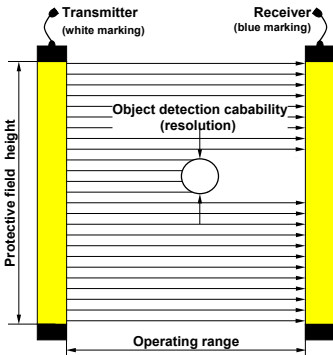 Transmitter
(white marking)
Receiver
(blue marking)
Object detection cabability
(resolution)
Protective field height
Operating range